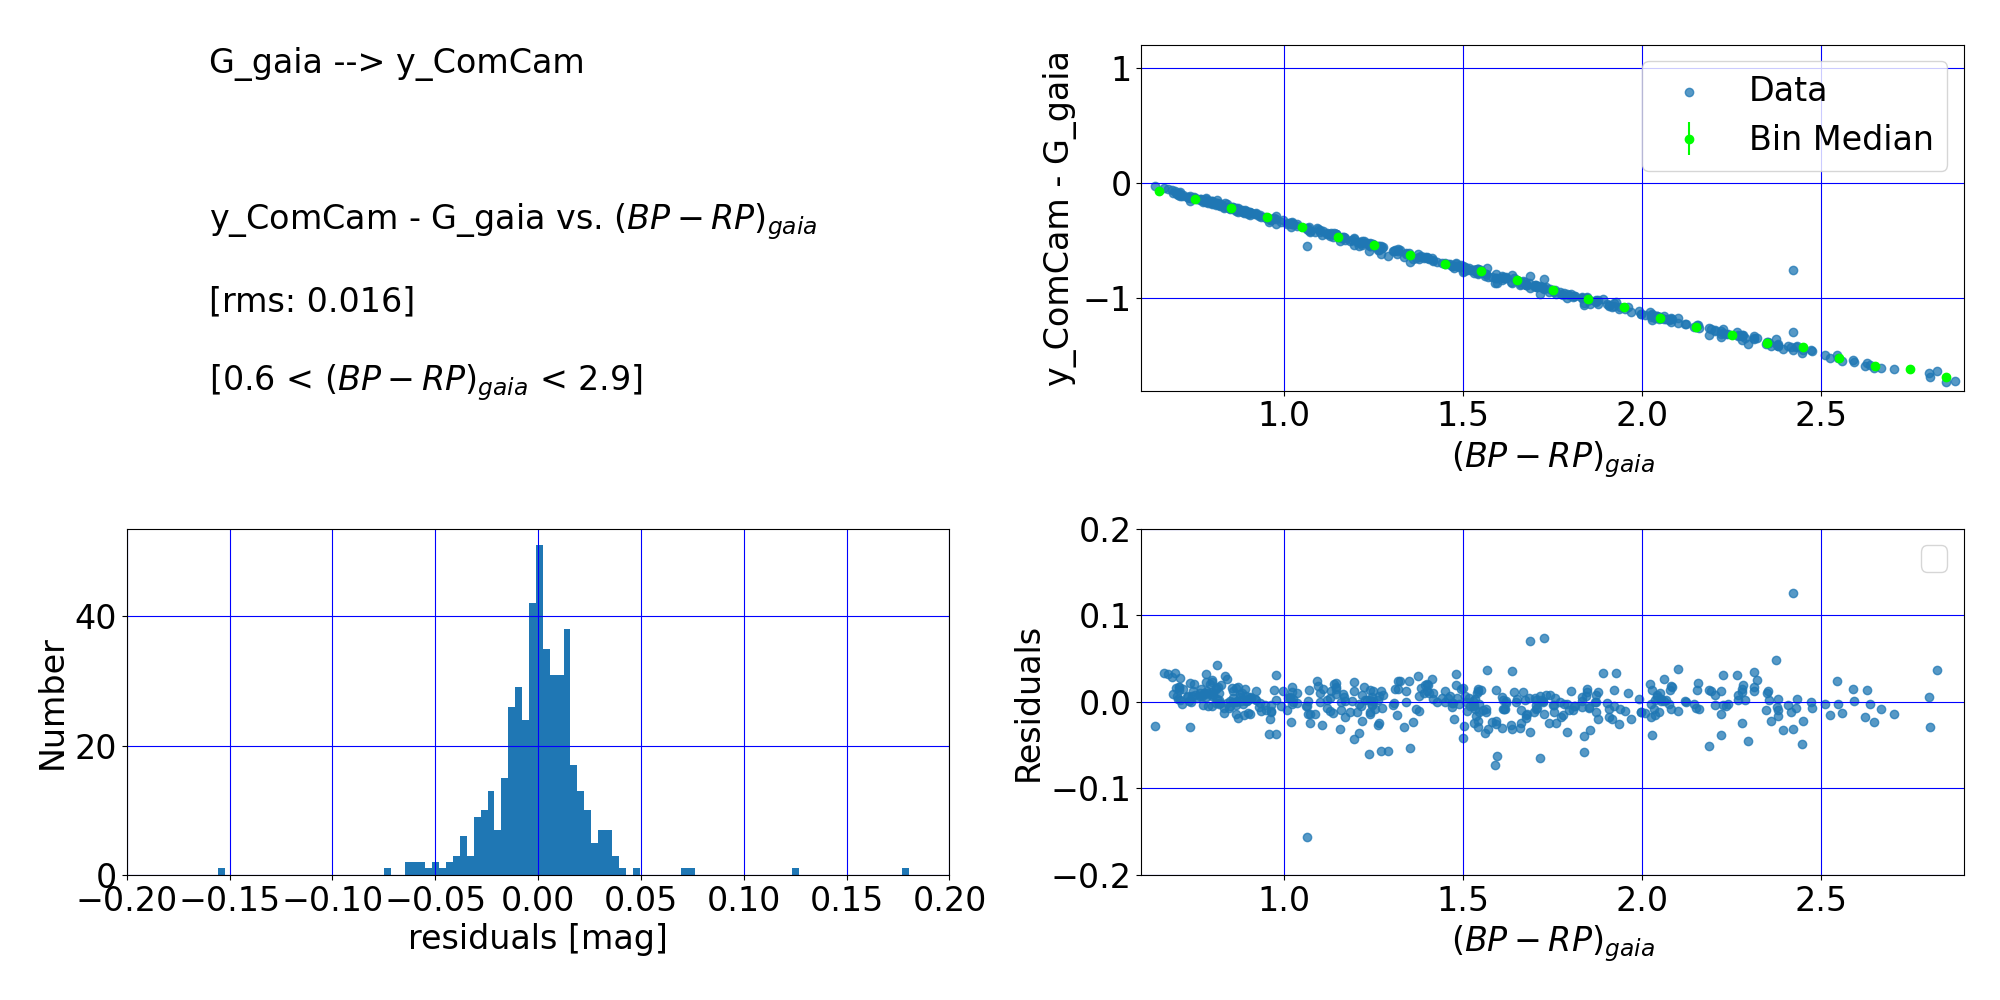 G_gaia --> y_ComCam
y_ComCam - G_gaia vs. (BP − RP)gaia
[rms: 0.016]
[0.6 < (BP − RP)gaia < 2.9]
y_ComCam - G_gaia
1
0
−1
Data
Bin Median
1.0 1.5 2.0 2.5
(BP − RP)gaia
Number
40
20
0
−0.20 −0.15 −0.10 −0.05 0.00 0.05 0.10 0.15 0.20
residuals [mag]
Residuals
0.2
0.1
0.0
−0.1
−0.2
1.0 1.5 2.0 2.5
(BP − RP)gaia